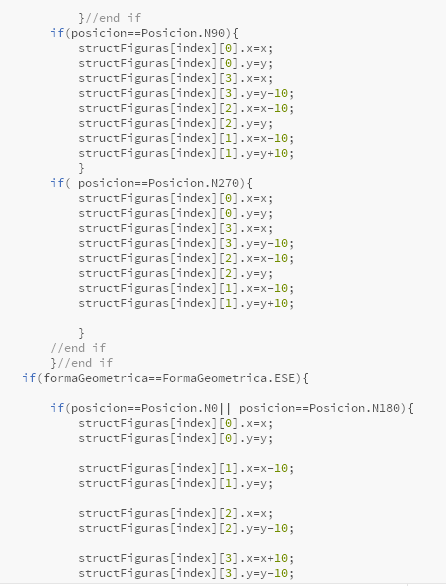 }//end if
if(posicion==Posicion.N90){
structFiguras[index][0].x=x;
structFiguras[index][0].y=y;
structFiguras[index][3].x=x;
structFiguras[index][3].y=y-10;
structFiguras[index][2].x=x-10;
structFiguras[index][2].y=y;
structFiguras[index][1].x=x-10;
structFiguras[index][1].y=y+10;
}
if( posicion==Posicion.N270){
structFiguras[index][0].x=x;
structFiguras[index][0].y=y;
structFiguras[index][3].x=x;
structFiguras[index][3].y=y-10;
structFiguras[index][2].x=x-10;
structFiguras[index][2].y=y;
structFiguras[index][1].x=x-10;
structFiguras[index][1].y=y+10;
}
//end if
}//end if
if(formaGeometrica==FormaGeometrica.ESE){
if(posicion==Posicion.N0|| posicion==Posicion.N180){
structFiguras[index][0].x=x;
structFiguras[index][0].y=y;
structFiguras[index][1].x=x-10;
structFiguras[index][1].y=y;
structFiguras[index][2].x=x;
structFiguras[index][2].y=y-10;
structFiguras[index][3].x=x+10;
structFiguras[index][3].y=y-10;